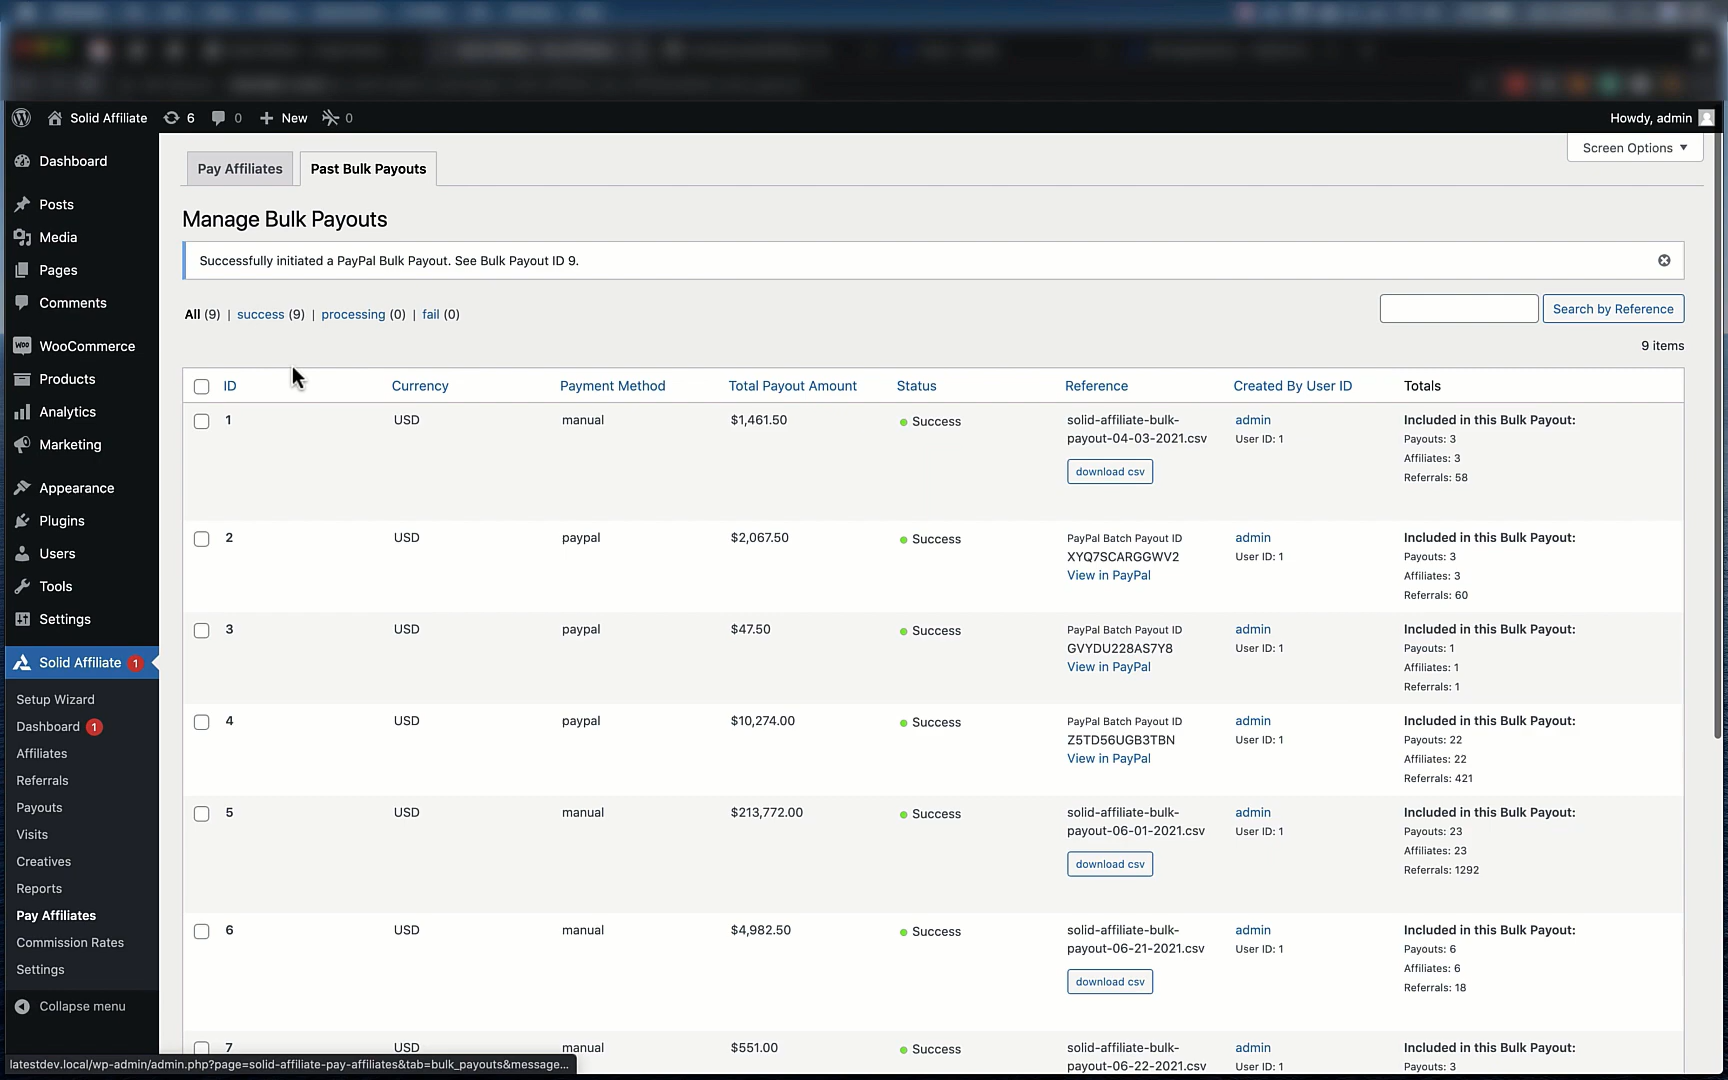 Solid Affiliate 6 0 + New 0 Howdy, admin
Screen Options ▼
Dashboard
Posts
Media
Pages
Comments
WooCommerce
Products
Analytics
Marketing
Appearance
Plugins
Users
Tools
Settings
Solid Affiliate 1
Setup Wizard
Dashboard 1
Affiliates
Referrals
Payouts
Visits
Creatives
Reports
Pay Affiliates
Commission Rates
Settings
Collapse menu
Pay Affiliates Past Bulk Payouts
Manage Bulk Payouts
Successfully initiated a PayPal Bulk Payout. See Bulk Payout ID 9.
All (9) | success (9) | processing (0) | fail (0)
Search by Reference
9 items
ID Currency Payment Method Total Payout Amount Status Reference Created By User ID Totals
1 USD manual $1,461.50 Success solid-affiliate-bulk- admin Included in this Bulk Payout:
payout-04-03-2021.csv User ID: 1 Payouts: 3
Affiliates: 3
download csv Referrals: 58
2 USD paypal $2,067.50 Success PayPal Batch Payout ID admin Included in this Bulk Payout:
XYQ7SCARGGWV2 User ID: 1 Payouts: 3
View in PayPal Affiliates: 3
Referrals: 60
3 USD paypal $47.50 Success PayPal Batch Payout ID admin Included in this Bulk Payout:
GVYDU228AS7Y8 User ID: 1 Payouts: 1
View in PayPal Affiliates: 1
Referrals: 1
4 USD paypal $10,274.00 Success PayPal Batch Payout ID admin Included in this Bulk Payout:
Z5TD56UGB3TBN User ID: 1 Payouts: 22
View in PayPal Affiliates: 22
Referrals: 421
5 USD manual $213,772.00 Success solid-affiliate-bulk- admin Included in this Bulk Payout:
payout-06-01-2021.csv User ID: 1 Payouts: 23
Affiliates: 23
download csv Referrals: 1292
6 USD manual $4,982.50 Success solid-affiliate-bulk- admin Included in this Bulk Payout:
payout-06-21-2021.csv User ID: 1 Payouts: 6
Affiliates: 6
download csv Referrals: 18
7 USD manual $551.00 Success solid-affiliate-bulk- admin Included in this Bulk Payout:
payout-06-22-2021.csv User ID: 1 Payouts: 3
latestdev.local/wp-admin/admin.php?page=solid-affiliate-pay-affiliates&tab=bulk_payouts&message...